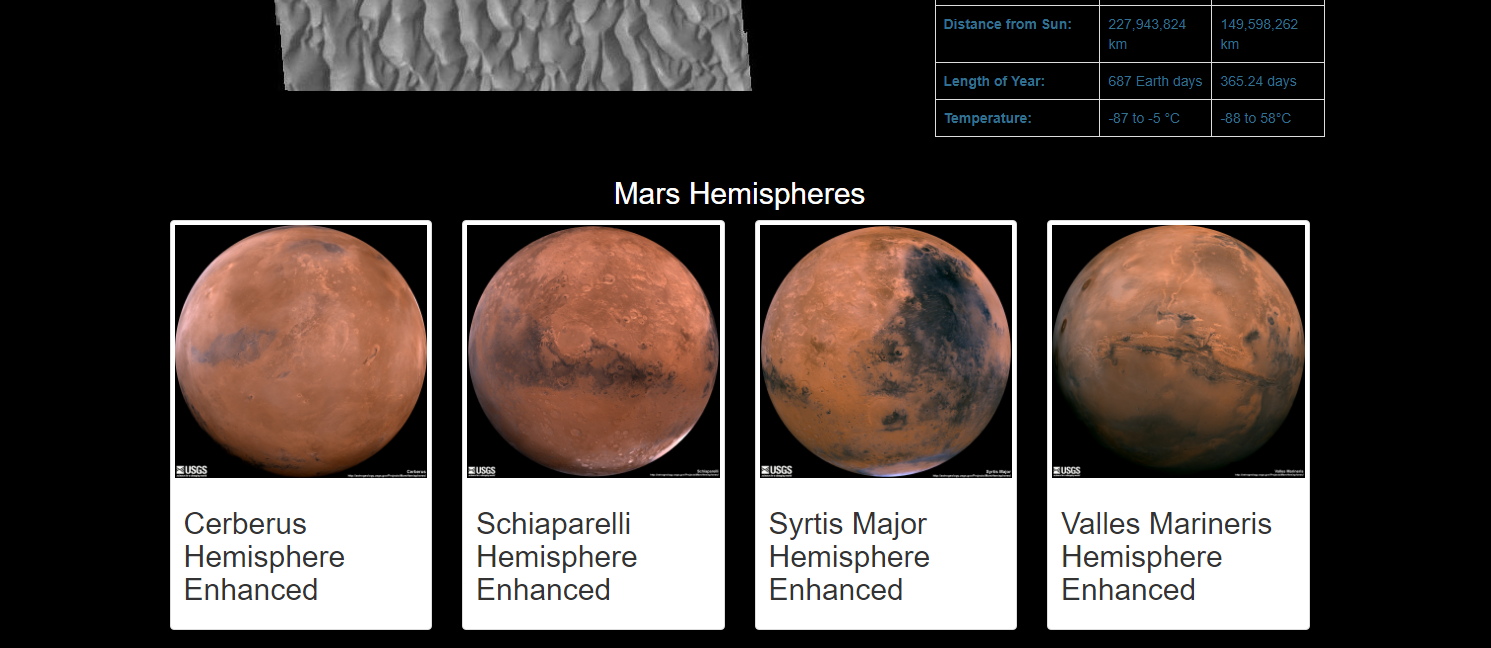 Distance from Sun: 227,943,824 149,598,262
km km
Length of Year: 687 Earth days 365.24 days
Temperature: -87 to -5 °C -88 to 58°C
Mars Hemispheres
USGS
Cerberus
USGS
Schiaparelli
USGS
Syrtis Major
USGS
Valles Marineris
Cerberus
Hemisphere
Enhanced
Schiaparelli
Hemisphere
Enhanced
Syrtis Major
Hemisphere
Enhanced
Valles Marineris
Hemisphere
Enhanced